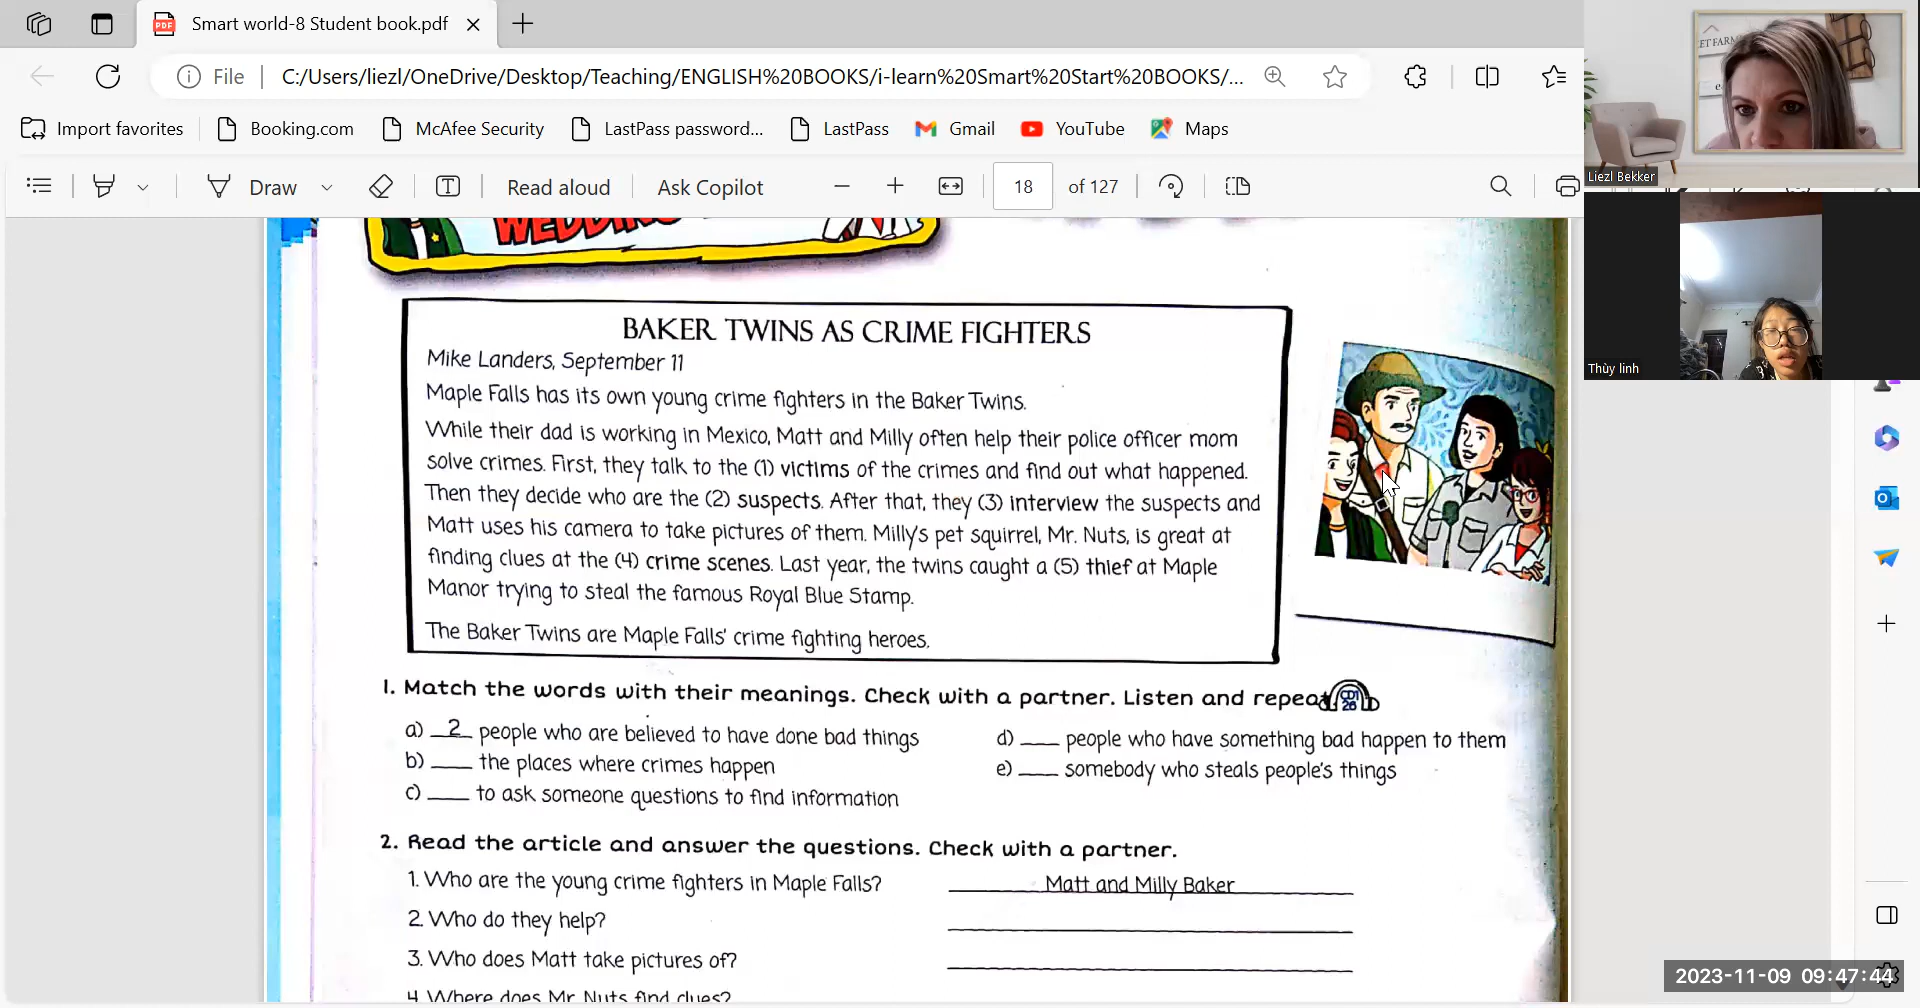 Smart world-8 Student book.pdf
File
C:/Users/liezl/OneDrive/Desktop/Teaching/ENGLISH%20BOOKS/i-learn%20Smart%20Start%20BOOKS/...
Import favorites
Booking.com
McAfee Security
LastPass password...
LastPass
Gmail
YouTube
Maps
Draw
Read aloud
Ask Copilot
18
of 127
Liezl Bekker
Thùy linh
WEDDING
BAKER TWINS AS CRIME FIGHTERS
Mike Landers, September 11
Maple Falls has its own young crime fighters in the Baker Twins.
While their dad is working in Mexico, Matt and Milly often help their police officer mom
solve crimes. First, they talk to the (1) victims of the crimes and find out what happened.
Then they decide who are the (2) suspects. After that, they (3) interview the suspects and
Matt uses his camera to take pictures of them. Milly's pet squirrel, Mr. Nuts, is great at
finding clues at the (4) crime scenes. Last year, the twins caught a (5) thief at Maple
Manor trying to steal the famous Royal Blue Stamp.
The Baker Twins are Maple Falls' crime fighting heroes.
1. Match the words with their meanings. Check with a partner. Listen and repeat
CD1
26
a) 2 people who are believed to have done bad things
b) ___ the places where crimes happen
c) ___ to ask someone questions to find information
d) ___ people who have something bad happen to them
e) ___ somebody who steals people's things
2. Read the article and answer the questions. Check with a partner.
1. Who are the young crime fighters in Maple Falls? Matt and Milly Baker
2. Who do they help?
3. Who does Matt take pictures of?
4. Where does Mr. Nuts find clues?
2023-11-09 09:47:44